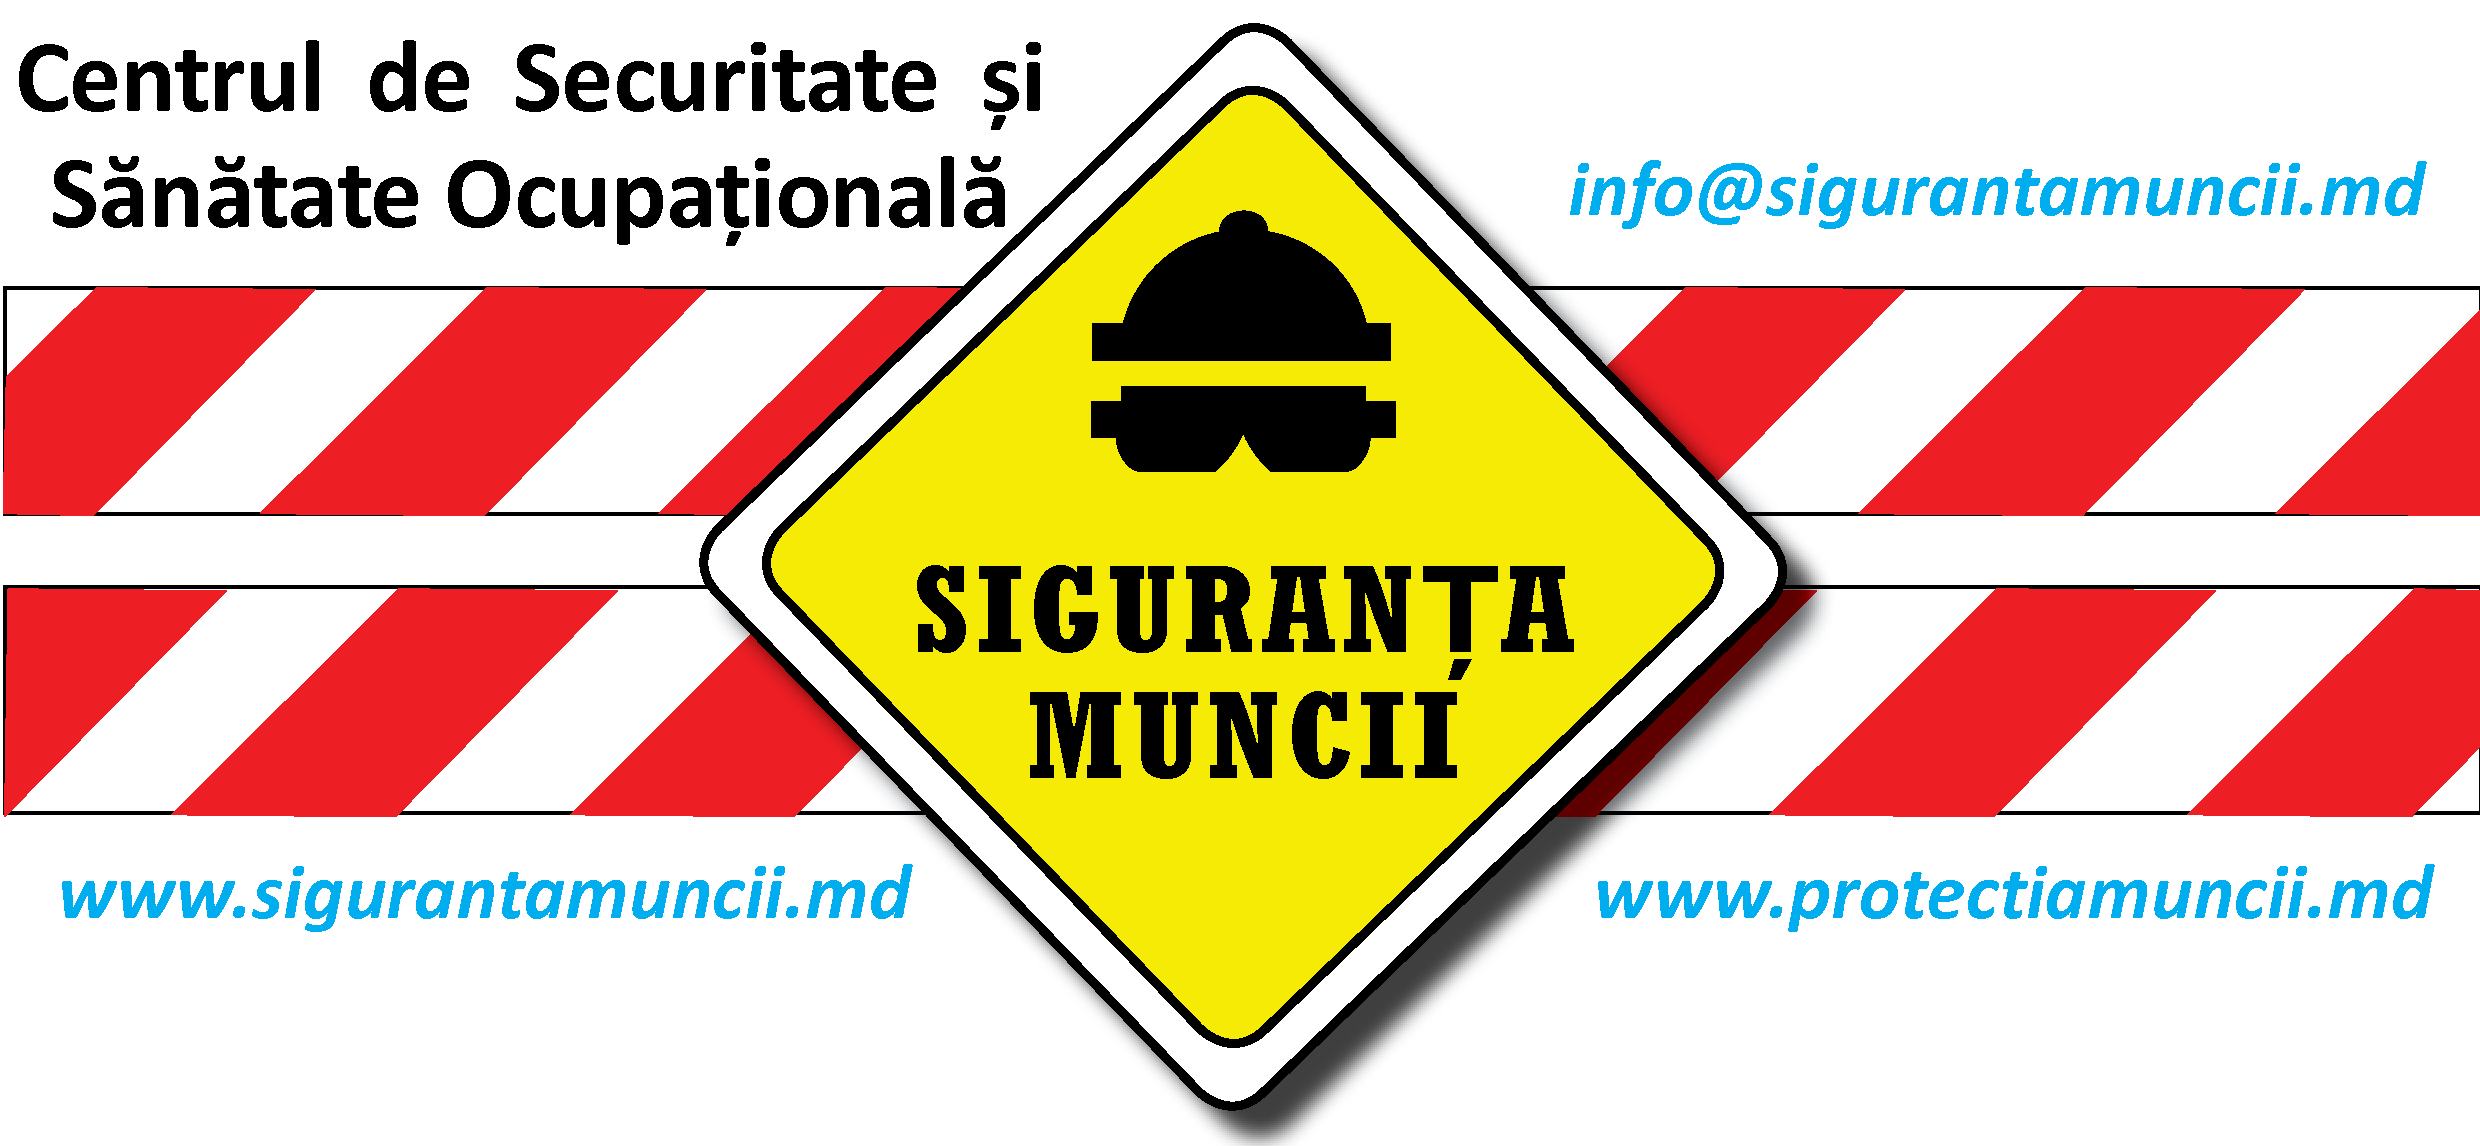 Centrul de Securitate și
Sănătate Ocupațională
info@sigurantamuncii.md
SIGURANȚA
MUNCII
www.sigurantamuncii.md
www.protectiamuncii.md